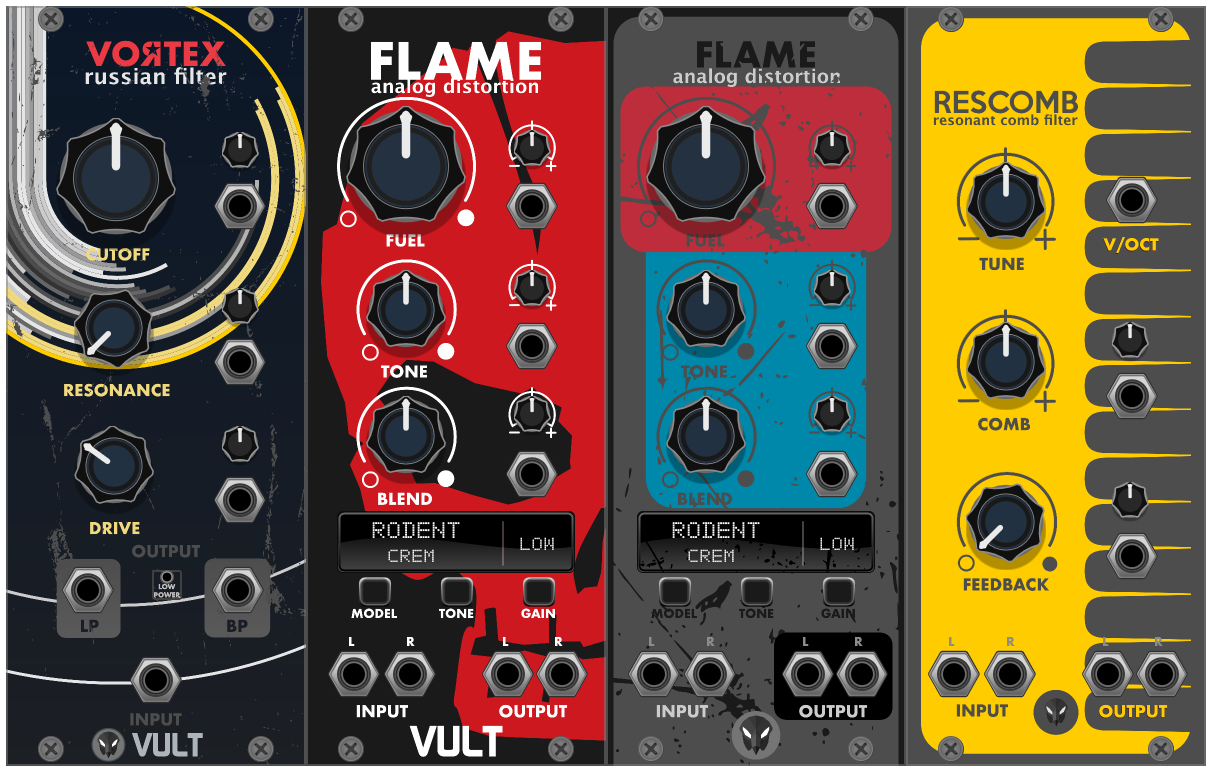 VOЯTEX
russian filter
CUTOFF
RESONANCE
DRIVE
OUTPUT
LOW
POWER
LP
BP
INPUT
VULT
FLAME
analog distortion
FUEL
TONE
BLEND
RODENT
CREM
LOW
MODEL
TONE
GAIN
L R L R
INPUT
OUTPUT
VULT
FLAME
analog distortion
FUEL
TONE
BLEND
RODENT
CREM
LOW
MODEL
TONE
GAIN
L R L R
INPUT
OUTPUT
RESCOMB
resonant comb filter
V/OCT
TUNE
COMB
FEEDBACK
L R L R
INPUT
OUTPUT